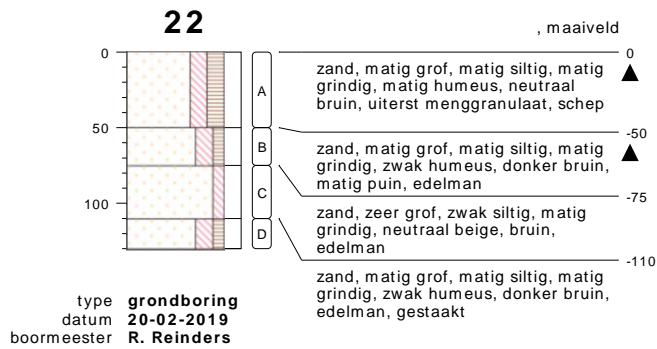 22
, maaiveld
0
0
A
zand, matig grof, matig siltig, matig
grindig, matig humeus, neutraal
bruin, uiterst menggranulaat, schep
50
-50
B
zand, matig grof, matig siltig, matig
grindig, zwak humeus, donker bruin,
matig puin, edelman
-75
100
C
zand, zeer grof, zwak siltig, matig
grindig, neutraal beige, bruin,
edelman
D
-110
zand, matig grof, matig siltig, matig
grindig, zwak humeus, donker bruin,
edelman, gestaakt
type grondboring
datum 20-02-2019
boormeester R. Reinders